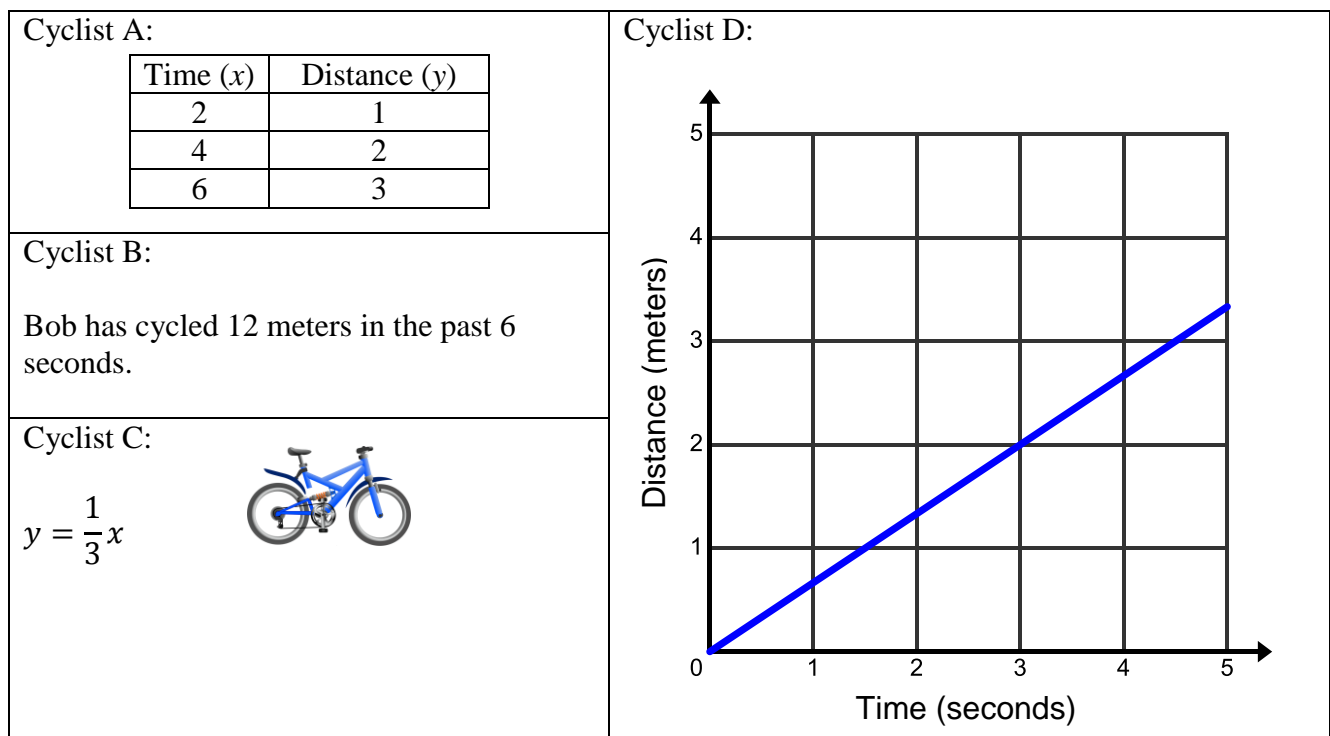 Cyclist A:
Time (x) Distance (y)
2 1
4 2
6 3
Cyclist B:
Bob has cycled 12 meters in the past 6
seconds.
Cyclist C:
y = 1/3 x
Cyclist D:
Distance (meters)
5
4
3
2
1
0 1 2 3 4 5
Time (seconds)